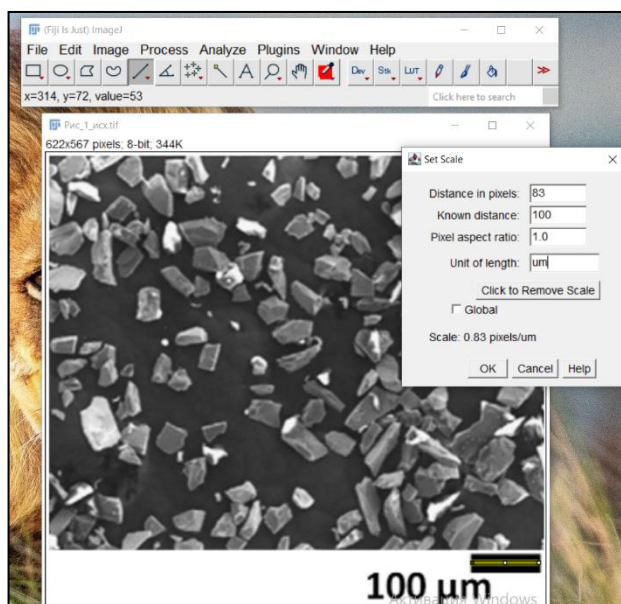 (Fiji Is Just) ImageJ
File Edit Image Process Analyze Plugins Window Help
Dev Stk LUT
x=314, y=72, value=53
Click here to search
Рис_1_исх.tif
622x567 pixels; 8-bit; 344K
Set Scale
Distance in pixels: 83
Known distance: 100
Pixel aspect ratio: 1.0
Unit of length: um
Click to Remove Scale
Global
Scale: 0.83 pixels/um
OK Cancel Help
100 µm
Активация Windows